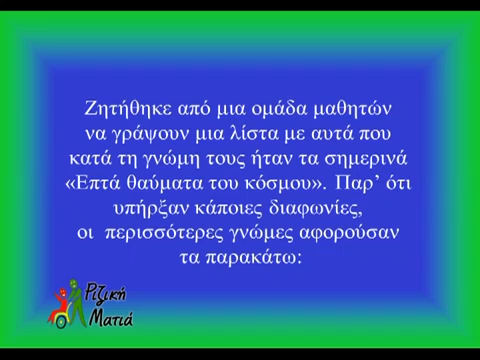 Ζητήθηκε από μια ομάδα μαθητών
να γράψουν μια λίστα με αυτά που
κατά τη γνώμη τους ήταν τα σημερινά
«Επτά θαύματα του κόσμου». Παρ’ ότι
υπήρξαν κάποιες διαφωνίες,
οι περισσότερες γνώμες αφορούσαν
τα παρακάτω:
Ριζική
Ματιά